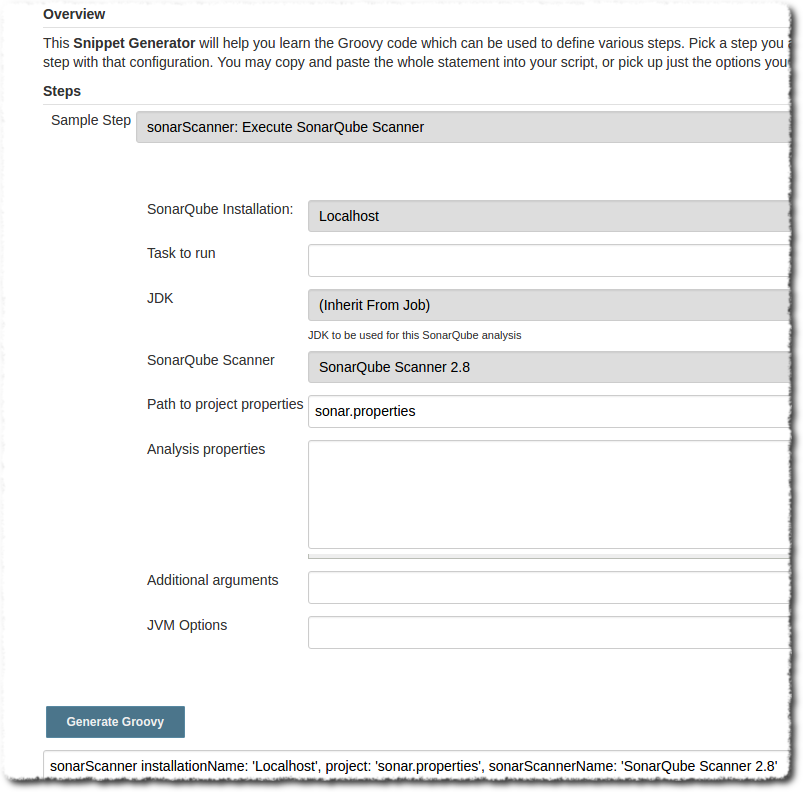 Overview
This Snippet Generator will help you learn the Groovy code which can be used to define various steps. Pick a step you
step with that configuration. You may copy and paste the whole statement into your script, or pick up just the options you
Steps
Sample Step sonarScanner: Execute SonarQube Scanner
SonarQube Installation: Localhost
Task to run
JDK (Inherit From Job)
JDK to be used for this SonarQube analysis
SonarQube Scanner SonarQube Scanner 2.8
Path to project properties sonar.properties
Analysis properties
Additional arguments
JVM Options
Generate Groovy
sonarScanner installationName: 'Localhost', project: 'sonar.properties', sonarScannerName: 'SonarQube Scanner 2.8'